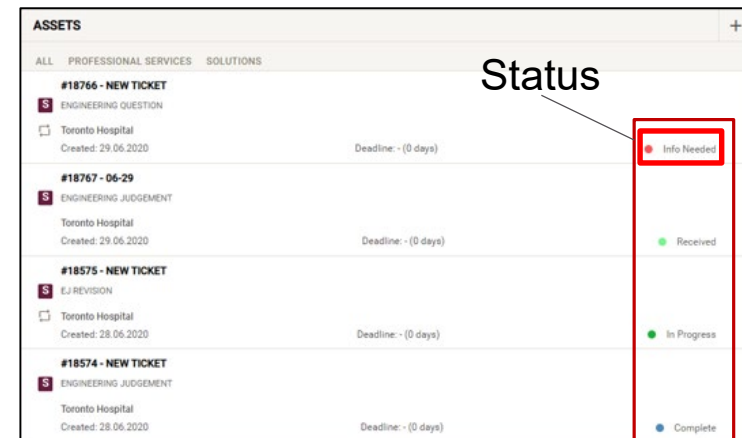 ASSETS +
ALL PROFESSIONAL SERVICES SOLUTIONS
Status
#18766 - NEW TICKET
S ENGINEERING QUESTION
Toronto Hospital
Created: 29.06.2020 Deadline: - (0 days) Info Needed
#18767 - 06-29
S ENGINEERING JUDGEMENT
Toronto Hospital
Created: 29.06.2020 Deadline: - (0 days) Received
#18575 - NEW TICKET
S EJ REVISION
Toronto Hospital
Created: 28.06.2020 Deadline: - (0 days) In Progress
#18574 - NEW TICKET
S ENGINEERING JUDGEMENT
Toronto Hospital
Created: 28.06.2020 Deadline: - (0 days) Complete